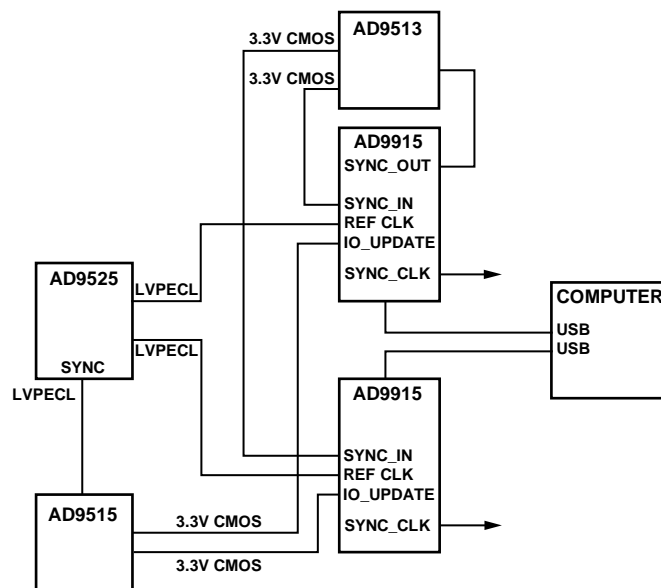 AD9513
3.3V CMOS
3.3V CMOS
AD9915
SYNC_OUT
SYNC_IN
REF CLK
IO_UPDATE
SYNC_CLK
AD9525
LVPECL
LVPECL
SYNC
LVPECL
COMPUTER
USB
USB
AD9915
SYNC_IN
REF CLK
IO_UPDATE
SYNC_CLK
AD9515
3.3V CMOS
3.3V CMOS